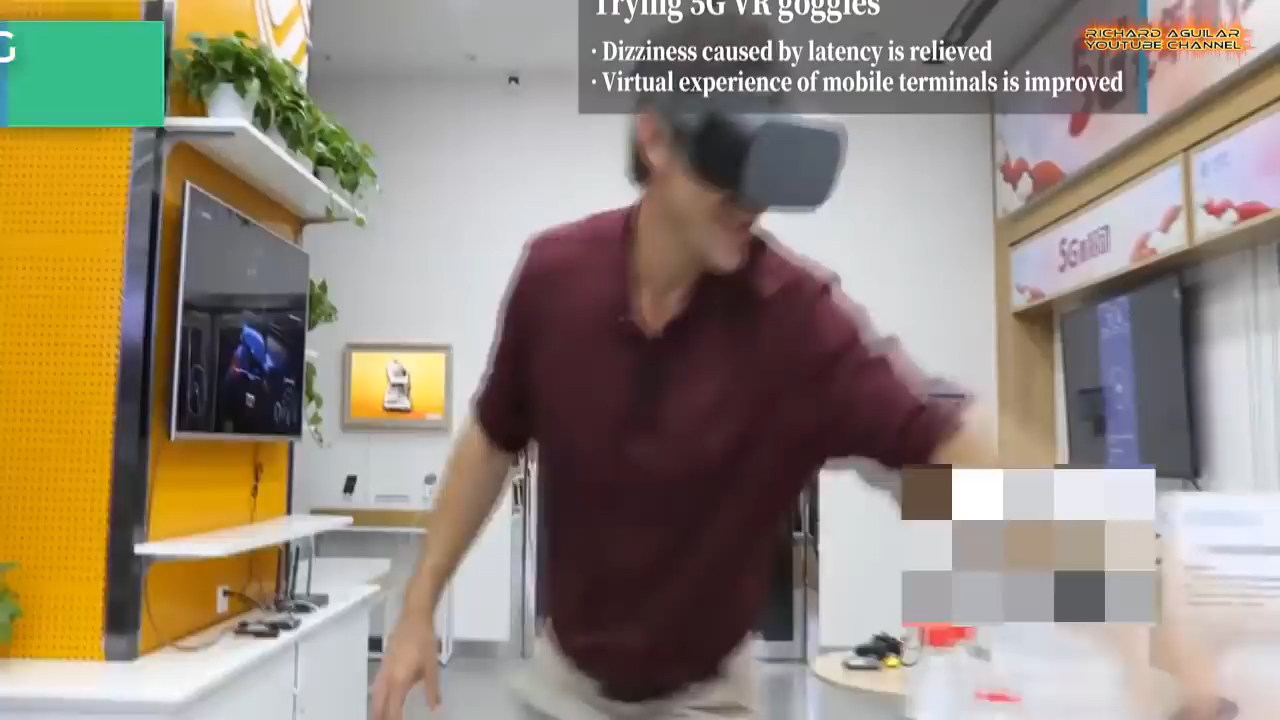 G
Trying 5G VR goggles
· Dizziness caused by latency is relieved
· Virtual experience of mobile terminals is improved
RICHARD AGUILAR
YOUTUBE CHANNEL
5G